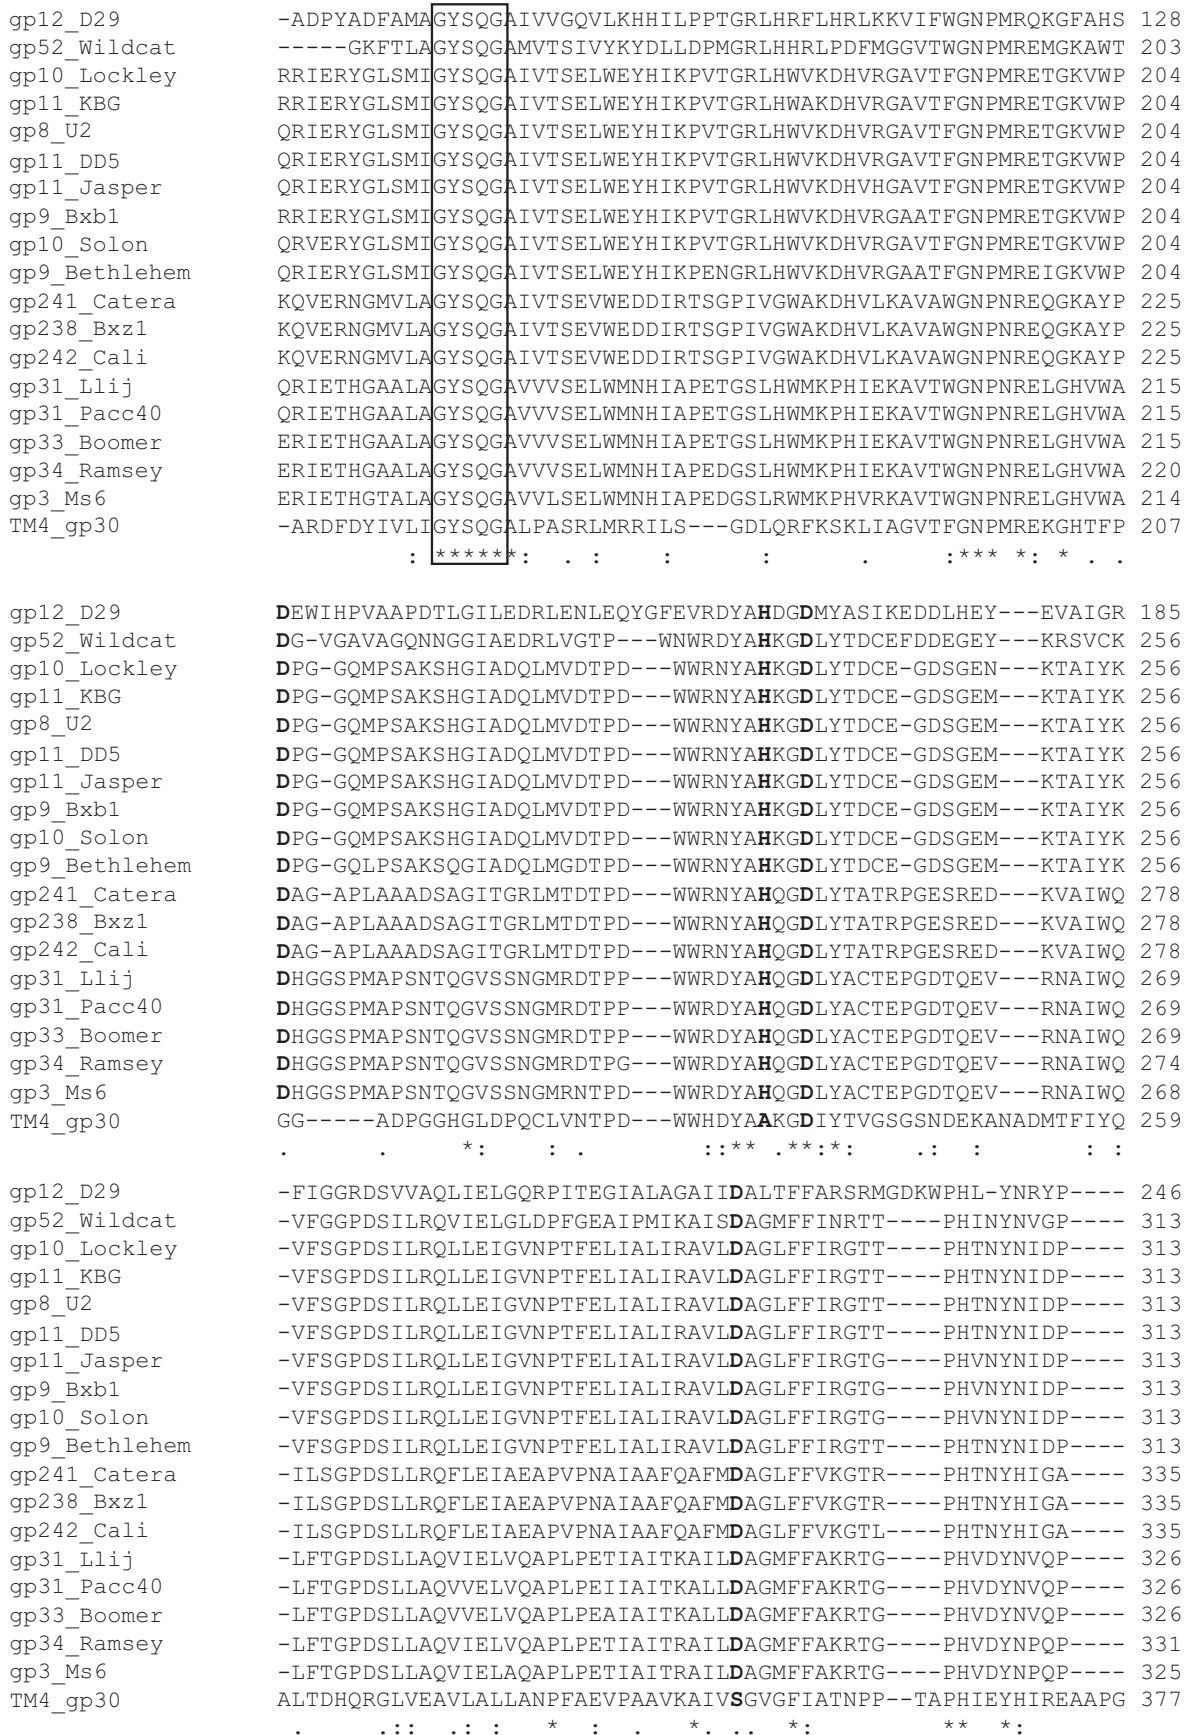 gp12_D29 -ADPYADFAMAGYSQGAIVVGQVLKHHILPPTGRLHRFLHRLKKVIFWGNPMRQKGFAHS 128
gp52_Wildcat -----GKFTLAGYSQGAMVTSIVYKYDLLDPMGRLHHRLPDFMGGVTWGNPMREMGKAWT 203
gp10_Lockley RRIERYGLSMIGYSQGAIVTSELWEYHIKPVTGRLHWVKDHVRGAVTFGNPMRETGKVWP 204
gp11_KBG RRIERYGLSMIGYSQGAIVTSELWEYHIKPVTGRLHWAKDHVRGAVTFGNPMRETGKVWP 204
gp8_U2 QRIERYGLSMIGYSQGAIVTSELWEYHIKPVTGRLHWVKDHVRGAVTFGNPMRETGKVWP 204
gp11_DD5 QRIERYGLSMIGYSQGAIVTSELWEYHIKPVTGRLHWVKDHVRGAVTFGNPMRETGKVWP 204
gp11_Jasper QRIERYGLSMIGYSQGAIVTSELWEYHIKPVTGRLHWVKDHVHGAVTFGNPMRETGKVWP 204
gp9_Bxb1 RRIERYGLSMIGYSQGAIVTSELWEYHIKPVTGRLHWVKDHVRGAATFGNPMRETGKVWP 204
gp10_Solon QRVERYGLSMIGYSQGAIVTSELWEYHIKPVTGRLHWVKDHVRGAVTFGNPMRETGKVWP 204
gp9_Bethlehem QRIERYGLSMIGYSQGAIVTSELWEYHIKPENGRLHWVKDHVRGAATFGNPMREIGKVWP 204
gp241_Catera KQVERNGMVLAGYSQGAIVTSEVWEDDIRTSGPIVGWAKDHVLKAVAWGNPNREQGKAYP 225
gp238_Bxz1 KQVERNGMVLAGYSQGAIVTSEVWEDDIRTSGPIVGWAKDHVLKAVAWGNPNREQGKAYP 225
gp242_Cali KQVERNGMVLAGYSQGAIVTSEVWEDDIRTSGPIVGWAKDHVLKAVAWGNPNREQGKAYP 225
gp31_Llij QRIETHGAALAGYSQGAVVVSELWMNHIAPETGSLHWMKPHIEKAVTWGNPNRELGHVWA 215
gp31_Pacc40 QRIETHGAALAGYSQGAVVVSELWMNHIAPETGSLHWMKPHIEKAVTWGNPNRELGHVWA 215
gp33_Boomer ERIETHGAALAGYSQGAVVVSELWMNHIAPETGSLHWMKPHIEKAVTWGNPNRELGHVWA 215
gp34_Ramsey ERIETHGAALAGYSQGAVVVSELWMNHIAPEDGSLHWMKPHIEKAVTWGNPNRELGHVWA 220
gp3_Ms6 ERIETHGTALAGYSQGAVVLSELWMNHIAPEDGSLRWMKPHVRKAVTWGNPNRELGHVWA 214
TM4_gp30 -ARDFDYIVLIGYSQGALPASRLMRRILS---GDLQRFKSKLIAGVTFGNPMREKGHTFP 207
: ******: . : : : . :*** *: * . .
gp12_D29 DEWIHPVAAPDTLGILEDRLENLEQYGFEVRDYAHDGDMYASIKEDDLHEY---EVAIGR 185
gp52_Wildcat DG-VGAVAGQNNGGIAEDRLVGTP---WNWRDYAHKGDLYTDCEFDDEGEY---KRSVCK 256
gp10_Lockley DPG-GQMPSAKSHGIADQLMVDTPD---WWRNYAHKGDLYTDCE-GDSGEN---KTAIYK 256
gp11_KBG DPG-GQMPSAKSHGIADQLMVDTPD---WWRNYAHKGDLYTDCE-GDSGEM---KTAIYK 256
gp8_U2 DPG-GQMPSAKSHGIADQLMVDTPD---WWRNYAHKGDLYTDCE-GDSGEM---KTAIYK 256
gp11_DD5 DPG-GQMPSAKSHGIADQLMVDTPD---WWRNYAHKGDLYTDCE-GDSGEM---KTAIYK 256
gp11_Jasper DPG-GQMPSAKSHGIADQLMVDTPD---WWRNYAHKGDLYTDCE-GDSGEM---KTAIYK 256
gp9_Bxb1 DPG-GQMPSAKSHGIADQLMVDTPD---WWRNYAHKGDLYTDCE-GDSGEM---KTAIYK 256
gp10_Solon DPG-GQMPSAKSHGIADQLMVDTPD---WWRNYAHKGDLYTDCE-GDSGEM---KTAIYK 256
gp9_Bethlehem DPG-GQLPSAKSQGIADQLMGDTPD---WWRNYAHKGDLYTDCE-GDSGEM---KTAIYK 256
gp241_Catera DAG-APLAAADSAGITGRLMTDTPD---WWRNYAHQGDLYTATRPGESRED---KVAIWQ 278
gp238_Bxz1 DAG-APLAAADSAGITGRLMTDTPD---WWRNYAHQGDLYTATRPGESRED---KVAIWQ 278
gp242_Cali DAG-APLAAADSAGITGRLMTDTPD---WWRNYAHQGDLYTATRPGESRED---KVAIWQ 278
gp31_Llij DHGGSPMAPSNTQGVSSNGMRDTPP---WWRDYAHQGDLYACTEPGDTQEV---RNAIWQ 269
gp31_Pacc40 DHGGSPMAPSNTQGVSSNGMRDTPP---WWRDYAHQGDLYACTEPGDTQEV---RNAIWQ 269
gp33_Boomer DHGGSPMAPSNTQGVSSNGMRDTPP---WWRDYAHQGDLYACTEPGDTQEV---RNAIWQ 269
gp34_Ramsey DHGGSPMAPSNTQGVSSNGMRDTPG---WWRDYAHQGDLYACTEPGDTQEV---RNAIWQ 274
gp3_Ms6 DHGGSPMAPSNTQGVSSNGMRNTPD---WWRDYAHQGDLYACTEPGDTQEV---RNAIWQ 268
TM4_gp30 GG-----ADPGGHGLDPQCLVNTPD---WWHDYAAKGDIYTVGSGSNDEKANADMTFIYQ 259
. . *: : . ::** .**:*: .: : : :
gp12_D29 -FIGGRDSVVAQLIELGQRPITEGIALAGAIIDALTFFARSRMGDKWPHL-YNRYP---- 246
gp52_Wildcat -VFGGPDSILRQVIELGLDPFGEAIPMIKAISDAGMFFINRTT----PHINYNVGP---- 313
gp10_Lockley -VFSGPDSILRQLLEIGVNPTFELIALIRAVLDAGLFFIRGTT----PHTNYNIDP---- 313
gp11_KBG -VFSGPDSILRQLLEIGVNPTFELIALIRAVLDAGLFFIRGTT----PHTNYNIDP---- 313
gp8_U2 -VFSGPDSILRQLLEIGVNPTFELIALIRAVLDAGLFFIRGTT----PHTNYNIDP---- 313
gp11_DD5 -VFSGPDSILRQLLEIGVNPTFELIALIRAVLDAGLFFIRGTT----PHTNYNIDP---- 313
gp11_Jasper -VFSGPDSILRQLLEIGVNPTFELIALIRAVLDAGLFFIRGTG----PHVNYNIDP---- 313
gp9_Bxb1 -VFSGPDSILRQLLEIGVNPTFELIALIRAVLDAGLFFIRGTG----PHVNYNIDP---- 313
gp10_Solon -VFSGPDSILRQLLEIGVNPTFELIALIRAVLDAGLFFIRGTG----PHVNYNIDP---- 313
gp9_Bethlehem -VFSGPDSILRQLLEIGVNPTFELIALIRAVLDAGLFFIRGTT----PHTNYNIDP---- 313
gp241_Catera -ILSGPDSLLRQFLEIAEAPVPNAIAAFQAFMDAGLFFVKGTR----PHTNYHIGA---- 335
gp238_Bxz1 -ILSGPDSLLRQFLEIAEAPVPNAIAAFQAFMDAGLFFVKGTR----PHTNYHIGA---- 335
gp242_Cali -ILSGPDSLLRQFLEIAEAPVPNAIAAFQAFMDAGLFFVKGTL----PHTNYHIGA---- 335
gp31_Llij -LFTGPDSLLAQVIELVQAPLPETIAITKAILDAGMFFAKRTG----PHVDYNVQP---- 326
gp31_Pacc40 -LFTGPDSLLAQVVELVQAPLPEIIAITKALLDAGMFFAKRTG----PHVDYNVQP---- 326
gp33_Boomer -LFTGPDSLLAQVVELVQAPLPEAIAITKALLDAGMFFAKRTG----PHVDYNVQP---- 326
gp34_Ramsey -LFTGPDSLLAQVIELVQAPLPETIAITRAILDAGMFFAKRTG----PHVDYNPQP---- 331
gp3_Ms6 -LFTGPDSLLAQVIELAQAPLPETIAITRAILDAGMFFAKRTG----PHVDYNPQP---- 325
TM4_gp30 ALTDHQRGLVEAVLALLANPFAEVPAAVKAIVSGVGFIATNPP--TAPHIEYHIREAAPG 377
. .:: .: : * : . *. .. *: ** *: